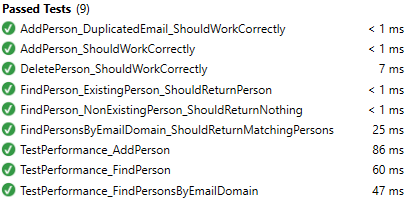 Passed Tests (9)
AddPerson_DuplicatedEmail_ShouldWorkCorrectly < 1 ms
AddPerson_ShouldWorkCorrectly < 1 ms
DeletePerson_ShouldWorkCorrectly 7 ms
FindPerson_ExistingPerson_ShouldReturnPerson < 1 ms
FindPerson_NonExistingPerson_ShouldReturnNothing < 1 ms
FindPersonsByEmailDomain_ShouldReturnMatchingPersons 25 ms
TestPerformance_AddPerson 86 ms
TestPerformance_FindPerson 60 ms
TestPerformance_FindPersonsByEmailDomain 47 ms